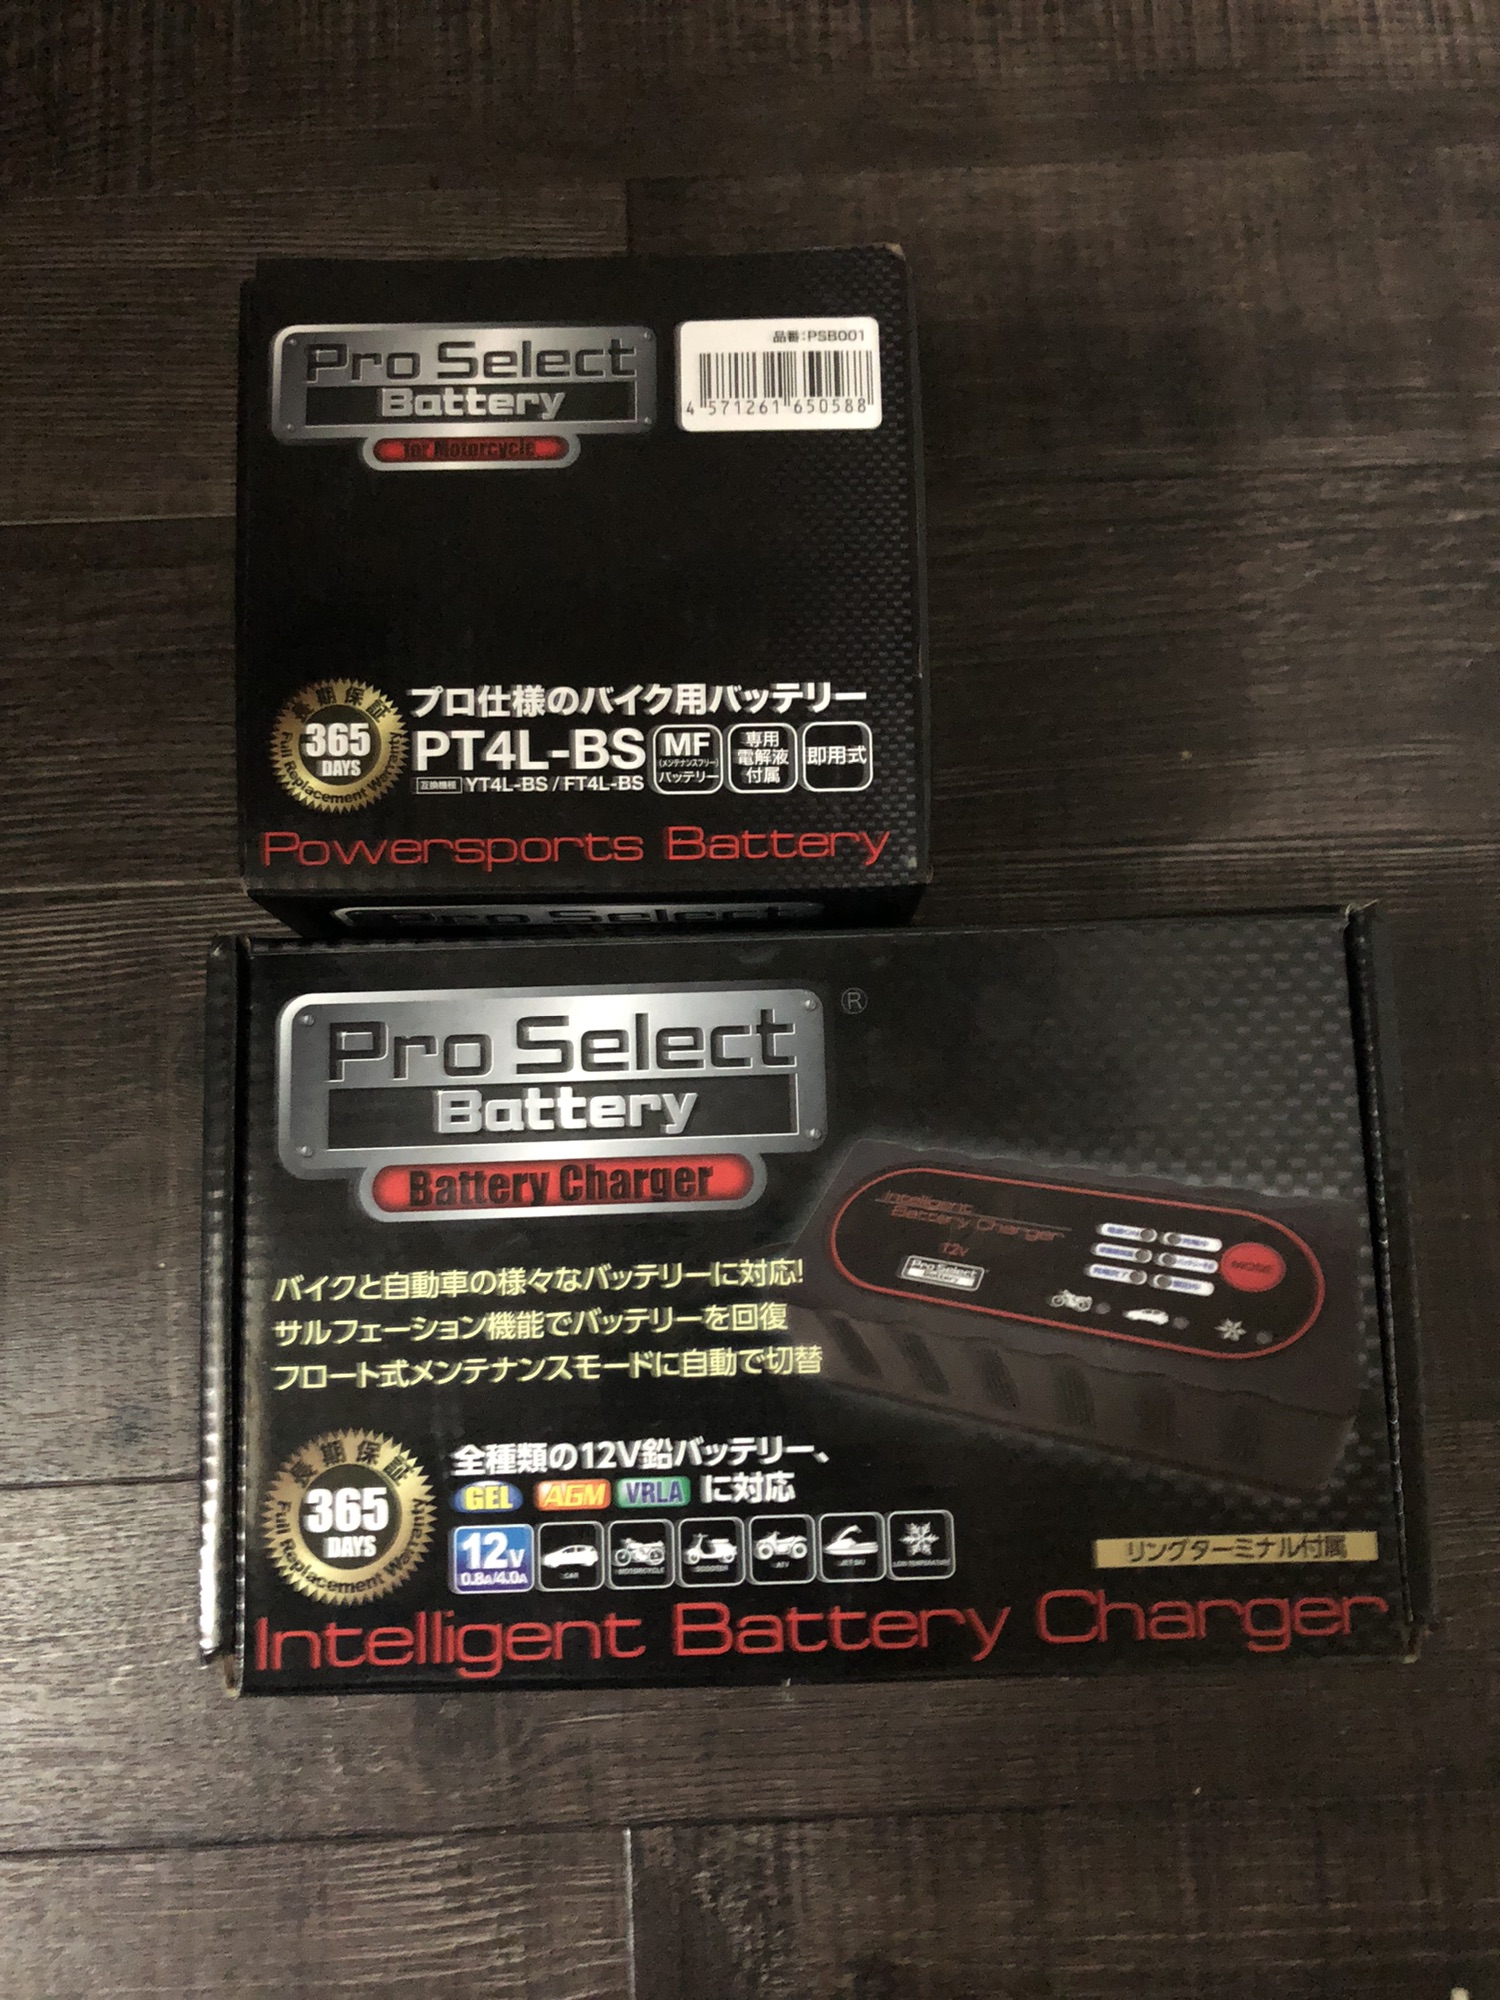 Pro Select
Battery
for Motorcycle
品番:PSB001
4 571261 650588
長期保証
365
DAYS
Full Replacement Warranty
プロ仕様のバイク用バッテリー
PT4L-BS
互換機種 YT4L-BS / FT4L-BS
MF
(メンテナンスフリー)
バッテリー
専用
電解液
付属
即用式
Powersports Battery
Pro Select
Pro Select
Battery
Battery Charger
®
Intelligent
Battery Charger
12V
Pro Select
Battery
MODE
バイクと自動車の様々なバッテリーに対応!
サルフェーション機能でバッテリーを回復
フロート式メンテナンスモードに自動で切替
長期保証
365
DAYS
Full Replacement Warranty
全種類の12V鉛バッテリー、
GEL AGM VRLA に対応
12V
0.8A/4.0A
CAR
MOTORCYCLE
SCOOTER
ATV
JET SKI
LOW TEMPERATURE
リングターミナル付属
Intelligent Battery Charger